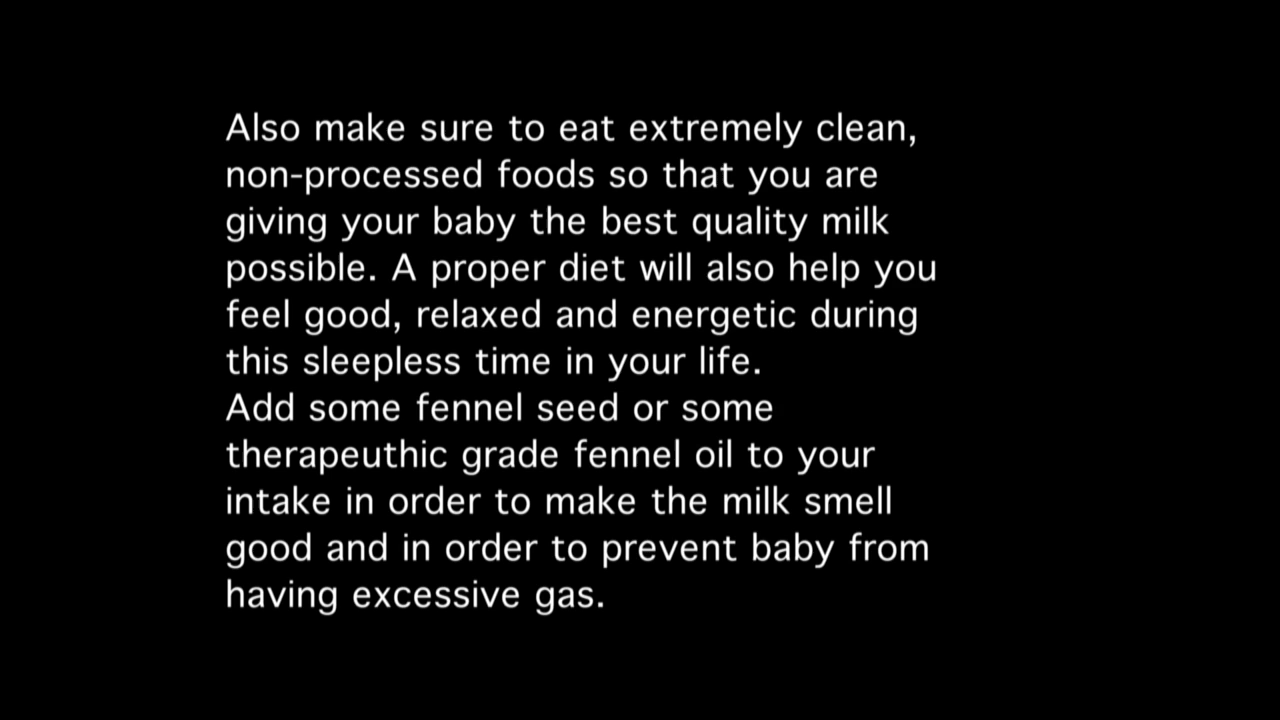 Also make sure to eat extremely clean,
non-processed foods so that you are
giving your baby the best quality milk
possible. A proper diet will also help you
feel good, relaxed and energetic during
this sleepless time in your life.
Add some fennel seed or some
therapeuthic grade fennel oil to your
intake in order to make the milk smell
good and in order to prevent baby from
having excessive gas.